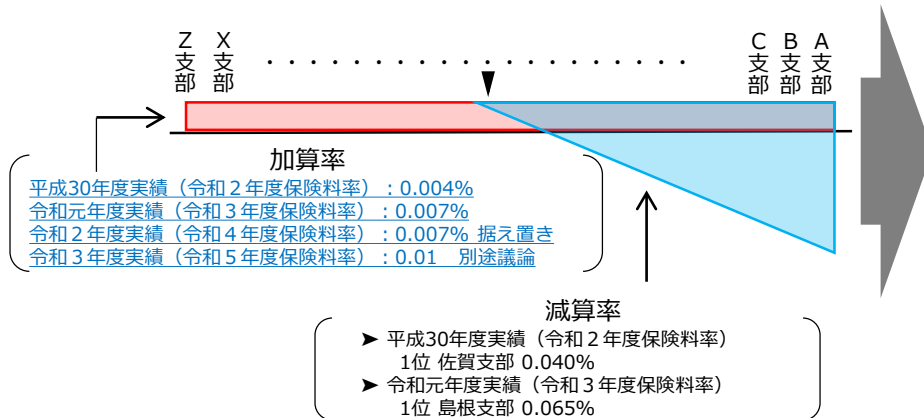 Z支部
X支部
・・・・・・・・・・・・・・・・・・・・
C支部
B支部
A支部
加算率
平成30年度実績（令和２年度保険料率）：0.004%
令和元年度実績（令和３年度保険料率）：0.007%
令和２年度実績（令和４年度保険料率）：0.007% 据え置き
令和３年度実績（令和５年度保険料率）：0.01　別途議論
減算率
➤ 平成30年度実績（令和２年度保険料率）
1位 佐賀支部 0.040%
➤ 令和元年度実績（令和３年度保険料率）
1位 島根支部 0.065%